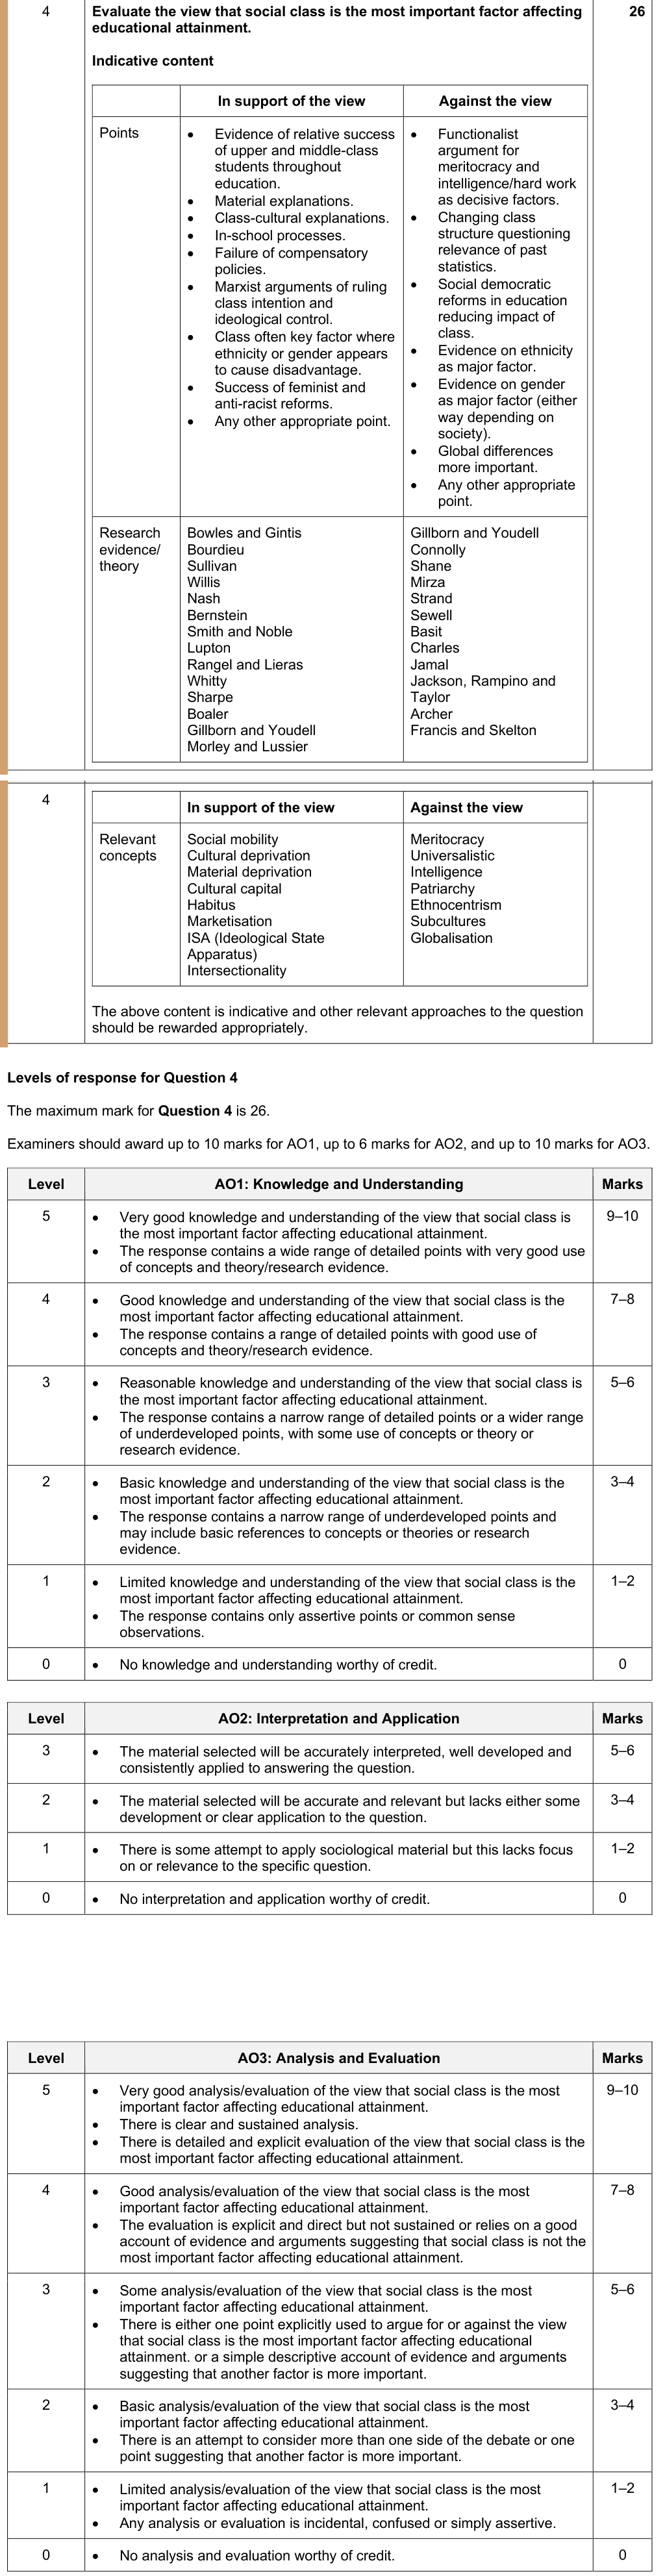 4 Evaluate the view that social class is the most important factor affecting 26
educational attainment.
Indicative content
In support of the view Against the view
Points
• Evidence of relative success
of upper and middle-class
students throughout
education.
• Material explanations.
• Class-cultural explanations.
• In-school processes.
• Failure of compensatory
policies.
• Marxist arguments of ruling
class intention and
ideological control.
• Class often key factor where
ethnicity or gender appears
to cause disadvantage.
• Success of feminist and
anti-racist reforms.
• Any other appropriate point.
• Functionalist
argument for
meritocracy and
intelligence/hard work
as decisive factors.
• Changing class
structure questioning
relevance of past
statistics.
• Social democratic
reforms in education
reducing impact of
class.
• Evidence on ethnicity
as major factor.
• Evidence on gender
as major factor (either
way depending on
society).
• Global differences
more important.
• Any other appropriate
point.
Research
evidence/
theory
Bowles and Gintis
Bourdieu
Sullivan
Willis
Nash
Bernstein
Smith and Noble
Lupton
Rangel and Lieras
Whitty
Sharpe
Boaler
Gillborn and Youdell
Morley and Lussier
Gillborn and Youdell
Connolly
Shane
Mirza
Strand
Sewell
Basit
Charles
Jamal
Jackson, Rampino and
Taylor
Archer
Francis and Skelton
4
In support of the view Against the view
Relevant
concepts
Social mobility
Cultural deprivation
Material deprivation
Cultural capital
Habitus
Marketisation
ISA (Ideological State
Apparatus)
Intersectionality
Meritocracy
Universalistic
Intelligence
Patriarchy
Ethnocentrism
Subcultures
Globalisation
The above content is indicative and other relevant approaches to the question
should be rewarded appropriately.
Levels of response for Question 4
The maximum mark for Question 4 is 26.
Examiners should award up to 10 marks for AO1, up to 6 marks for AO2, and up to 10 marks for AO3.
Level AO1: Knowledge and Understanding Marks
5 • Very good knowledge and understanding of the view that social class is 9–10
the most important factor affecting educational attainment.
• The response contains a wide range of detailed points with very good use
of concepts and theory/research evidence.
4 • Good knowledge and understanding of the view that social class is the 7–8
most important factor affecting educational attainment.
• The response contains a range of detailed points with good use of
concepts and theory/research evidence.
3 • Reasonable knowledge and understanding of the view that social class is 5–6
the most important factor affecting educational attainment.
• The response contains a narrow range of detailed points or a wider range
of underdeveloped points, with some use of concepts or theory or
research evidence.
2 • Basic knowledge and understanding of the view that social class is the 3–4
most important factor affecting educational attainment.
• The response contains a narrow range of underdeveloped points and
may include basic references to concepts or theories or research
evidence.
1 • Limited knowledge and understanding of the view that social class is the 1–2
most important factor affecting educational attainment.
• The response contains only assertive points or common sense
observations.
0 • No knowledge and understanding worthy of credit. 0
Level AO2: Interpretation and Application Marks
3 • The material selected will be accurately interpreted, well developed and 5–6
consistently applied to answering the question.
2 • The material selected will be accurate and relevant but lacks either some 3–4
development or clear application to the question.
1 • There is some attempt to apply sociological material but this lacks focus 1–2
on or relevance to the specific question.
0 • No interpretation and application worthy of credit. 0
Level AO3: Analysis and Evaluation Marks
5 • Very good analysis/evaluation of the view that social class is the most 9–10
important factor affecting educational attainment.
• There is clear and sustained analysis.
• There is detailed and explicit evaluation of the view that social class is the
most important factor affecting educational attainment.
4 • Good analysis/evaluation of the view that social class is the most 7–8
important factor affecting educational attainment.
• The evaluation is explicit and direct but not sustained or relies on a good
account of evidence and arguments suggesting that social class is not the
most important factor affecting educational attainment.
3 • Some analysis/evaluation of the view that social class is the most 5–6
important factor affecting educational attainment.
• There is either one point explicitly used to argue for or against the view
that social class is the most important factor affecting educational
attainment. or a simple descriptive account of evidence and arguments
suggesting that another factor is more important.
2 • Basic analysis/evaluation of the view that social class is the most 3–4
important factor affecting educational attainment.
• There is an attempt to consider more than one side of the debate or one
point suggesting that another factor is more important.
1 • Limited analysis/evaluation of the view that social class is the most 1–2
important factor affecting educational attainment.
• Any analysis or evaluation is incidental, confused or simply assertive.
0 • No analysis and evaluation worthy of credit. 0